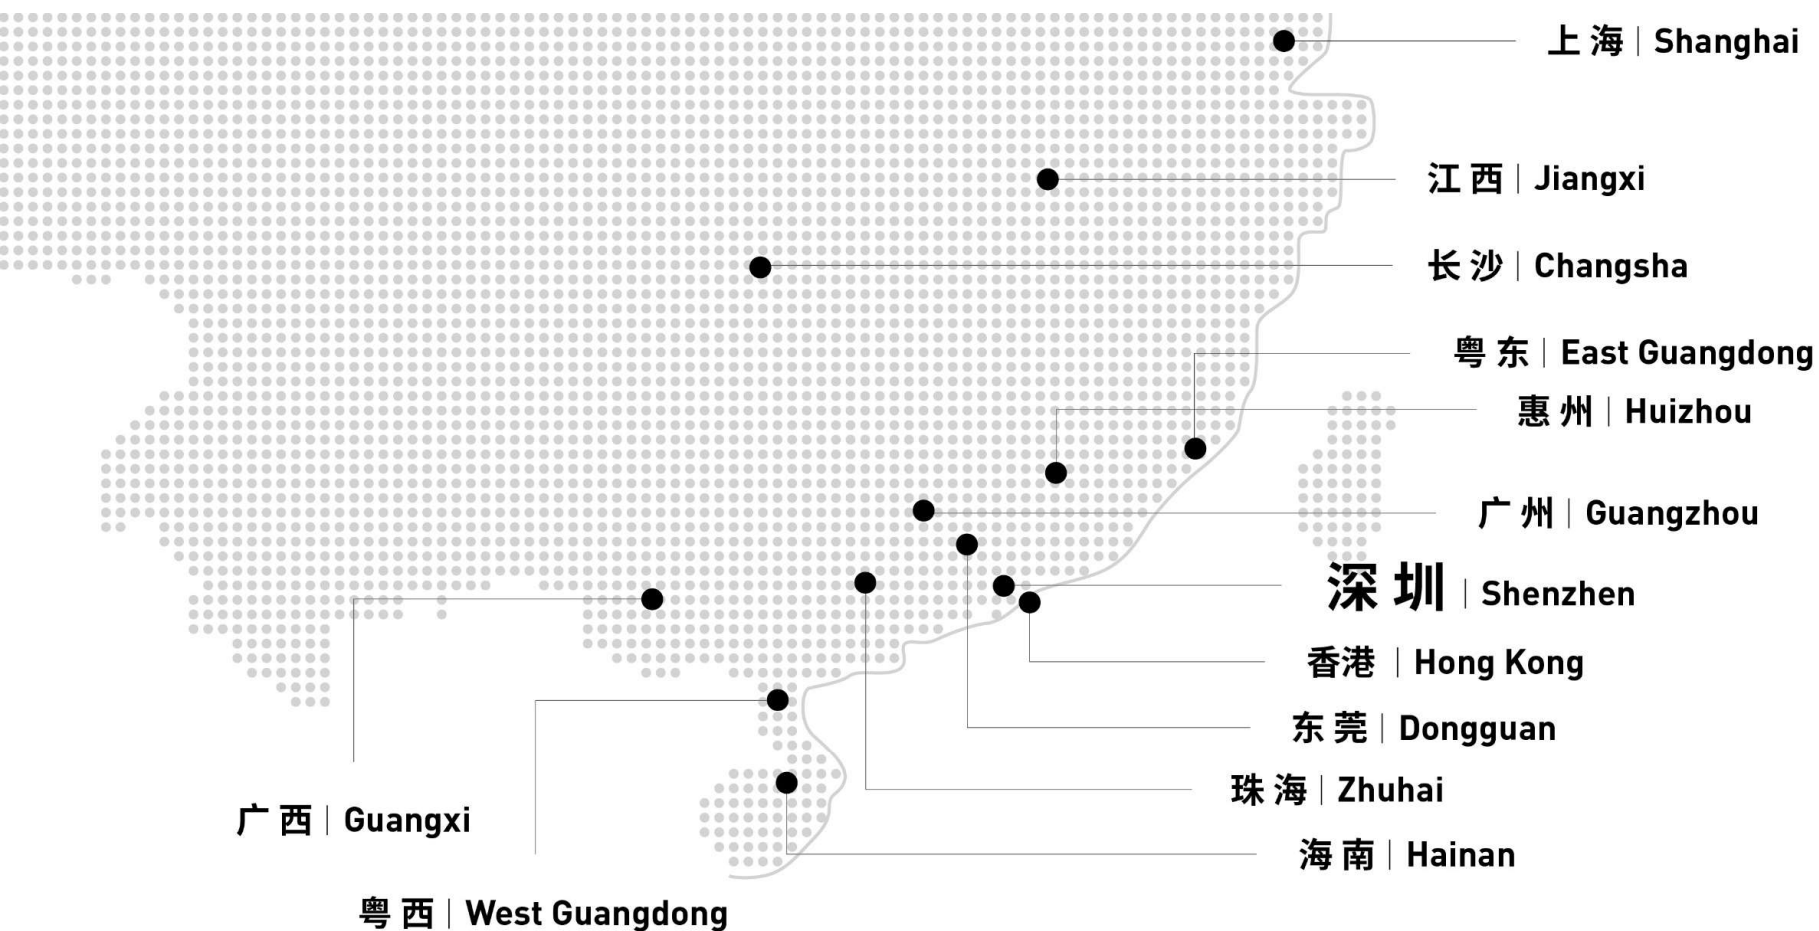 上海 | Shanghai
江西 | Jiangxi
长沙 | Changsha
粤东 | East Guangdong
惠州 | Huizhou
广州 | Guangzhou
深圳 | Shenzhen
香港 | Hong Kong
东莞 | Dongguan
珠海 | Zhuhai
广西 | Guangxi
海南 | Hainan
粤西 | West Guangdong